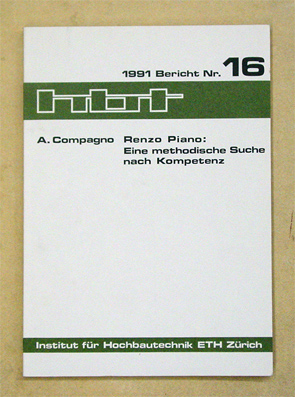 1991 Bericht Nr. 16
hbt
A. Compagno Renzo Piano:
Eine methodische Suche
nach Kompetenz
Institut für Hochbautechnik ETH Zürich